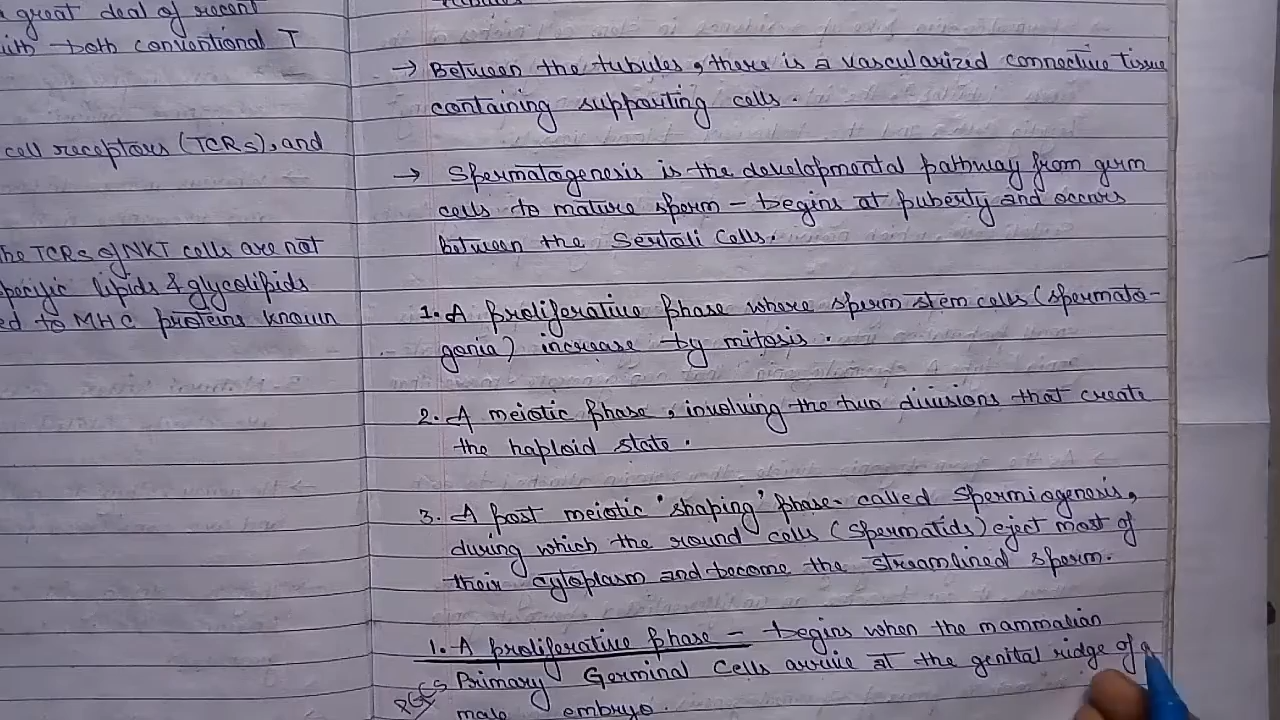 great deal of recent
with both conventional T
cell receptors (TCRs), and
The TCRs of NKT cells are not
specific lipids & glycolipids
ed to MHC proteins known
tubules
→ Between the tubules, there is a vascularized connective tissue
containing supporting cells.
→ Spermatogenesis is the developmental pathway from germ
cells to mature sperm - begins at puberty and occurs
between the Sertoli Cells.
1. A proliferative phase where sperm stem cells (spermato-
gonia) increase by mitosis.
2. A meiotic phase, involving the two divisions that create
the haploid state.
3. A post meiotic 'shaping' phase - called spermiogenesis,
during which the round cells (spermatids) eject most of
their cytoplasm and become the streamlined sperm.
1. A proliferative phase - begins when the mammalian
PGCs Primary Germinal Cells arrive at the genital ridge of a
male embryo.